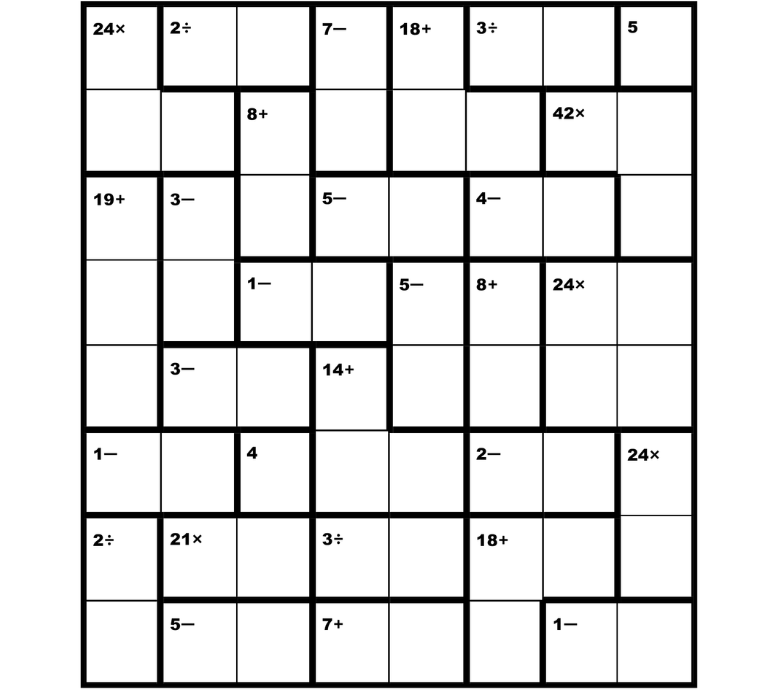 24× 2÷ 7− 18+ 3÷ 5
8+ 42×
19+ 3− 5− 4−
1− 5− 8+ 24×
3− 14+
1− 4 2− 24×
2÷ 21× 3÷ 18+
5− 7+ 1−